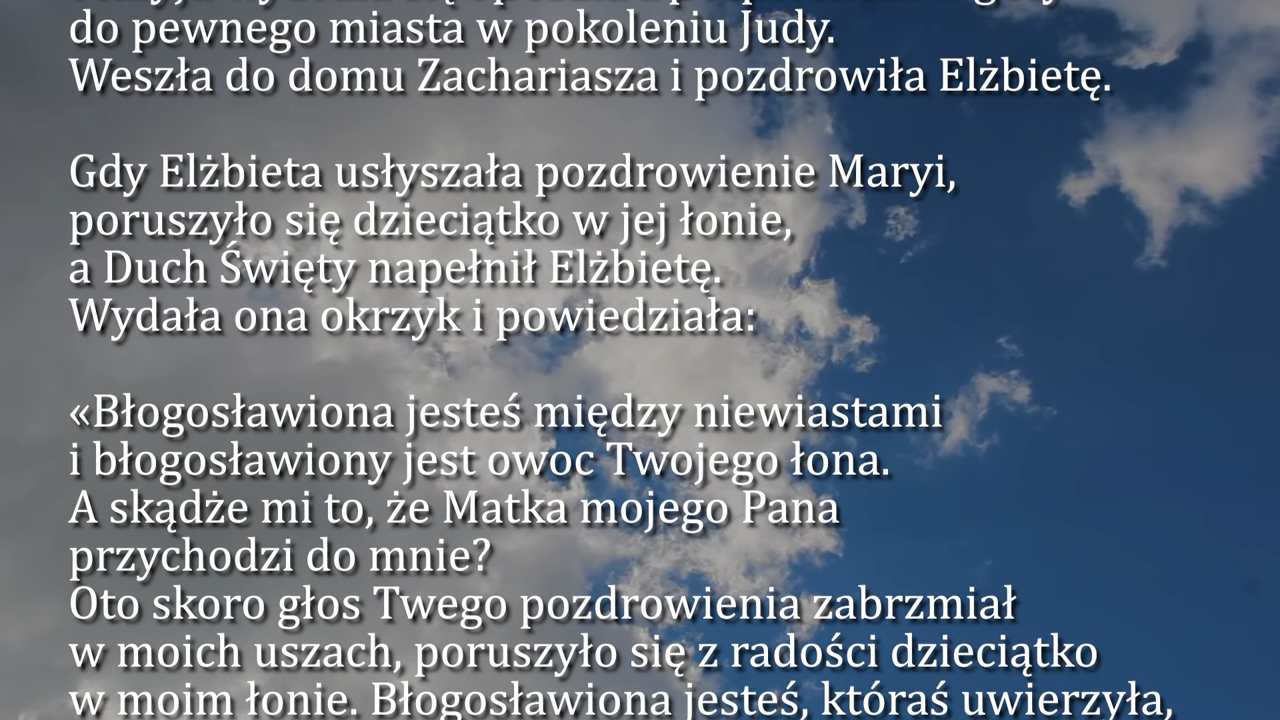 do pewnego miasta w pokoleniu Judy.
Weszła do domu Zachariasza i pozdrowiła Elżbietę.
Gdy Elżbieta usłyszała pozdrowienie Maryi,
poruszyło się dzieciątko w jej łonie,
a Duch Święty napełnił Elżbietę.
Wydała ona okrzyk i powiedziała:
«Błogosławiona jesteś między niewiastami
i błogosławiony jest owoc Twojego łona.
A skądże mi to, że Matka mojego Pana
przychodzi do mnie?
Oto skoro głos Twego pozdrowienia zabrzmiał
w moich uszach, poruszyło się z radości dzieciątko
w moim łonie. Błogosławiona jesteś, któraś uwierzyła,